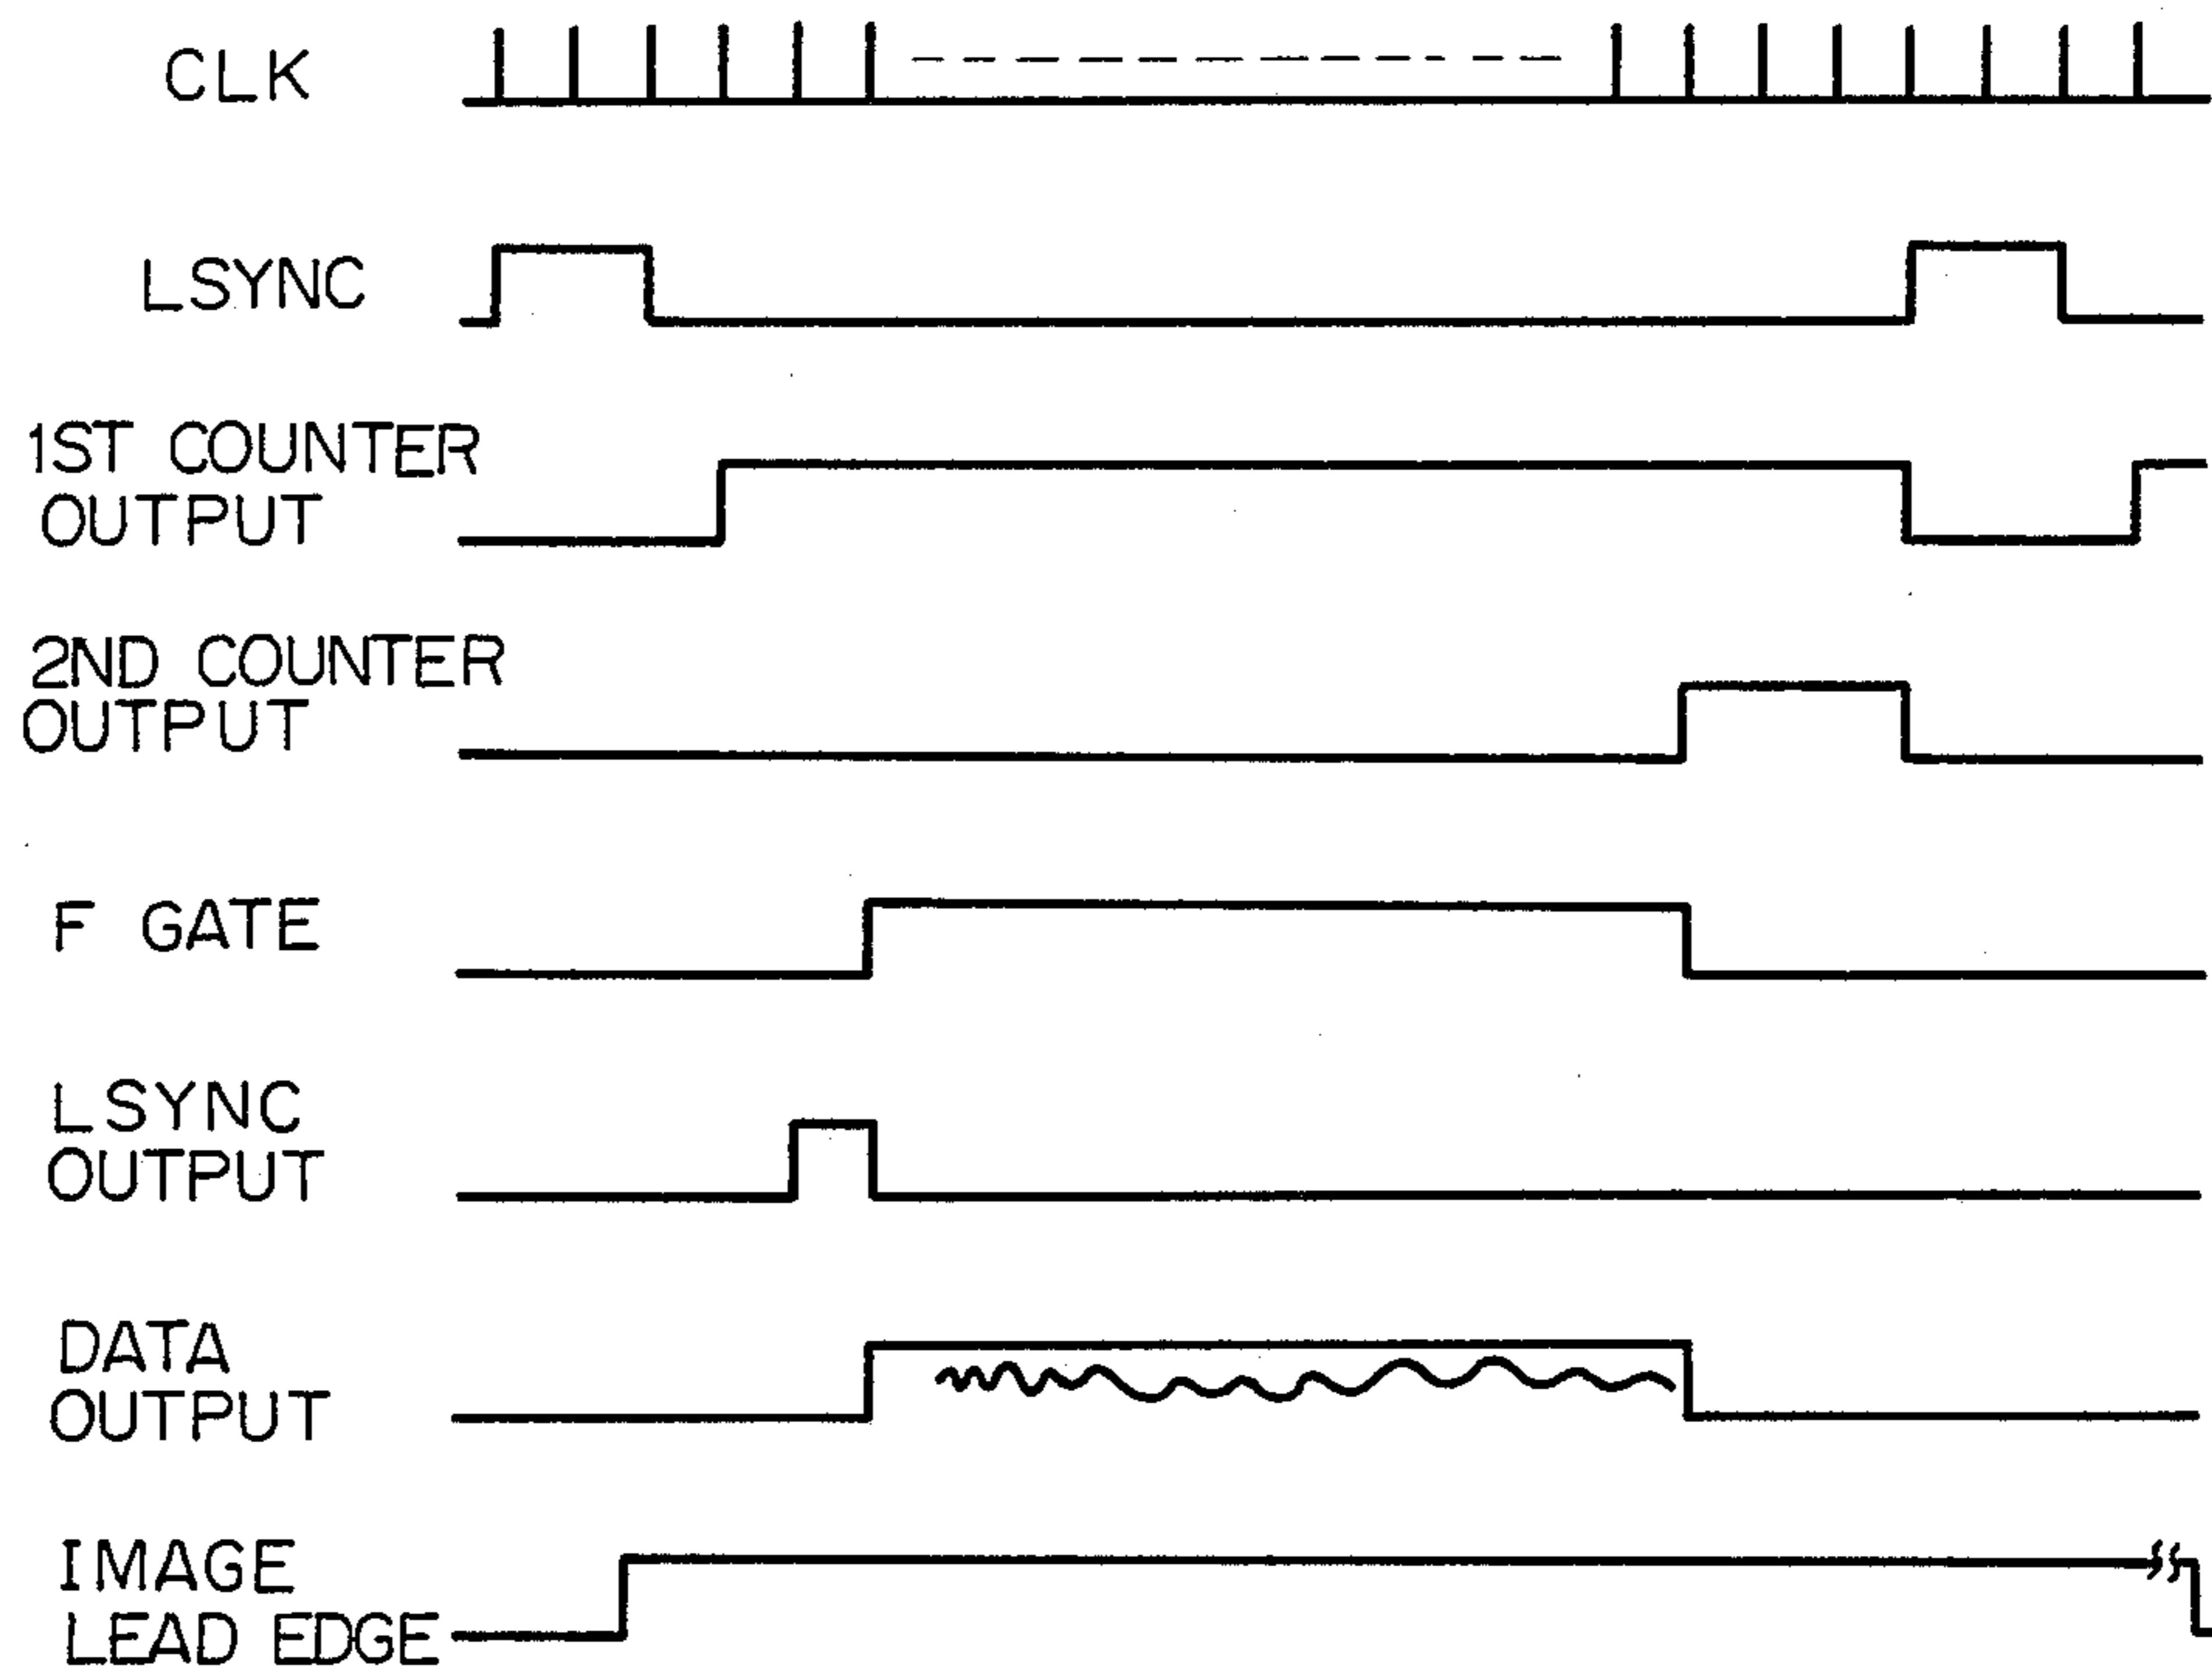 CLK
LSYNC
1ST COUNTER
OUTPUT
2ND COUNTER
OUTPUT
F GATE
LSYNC
OUTPUT
DATA
OUTPUT
IMAGE
LEAD EDGE